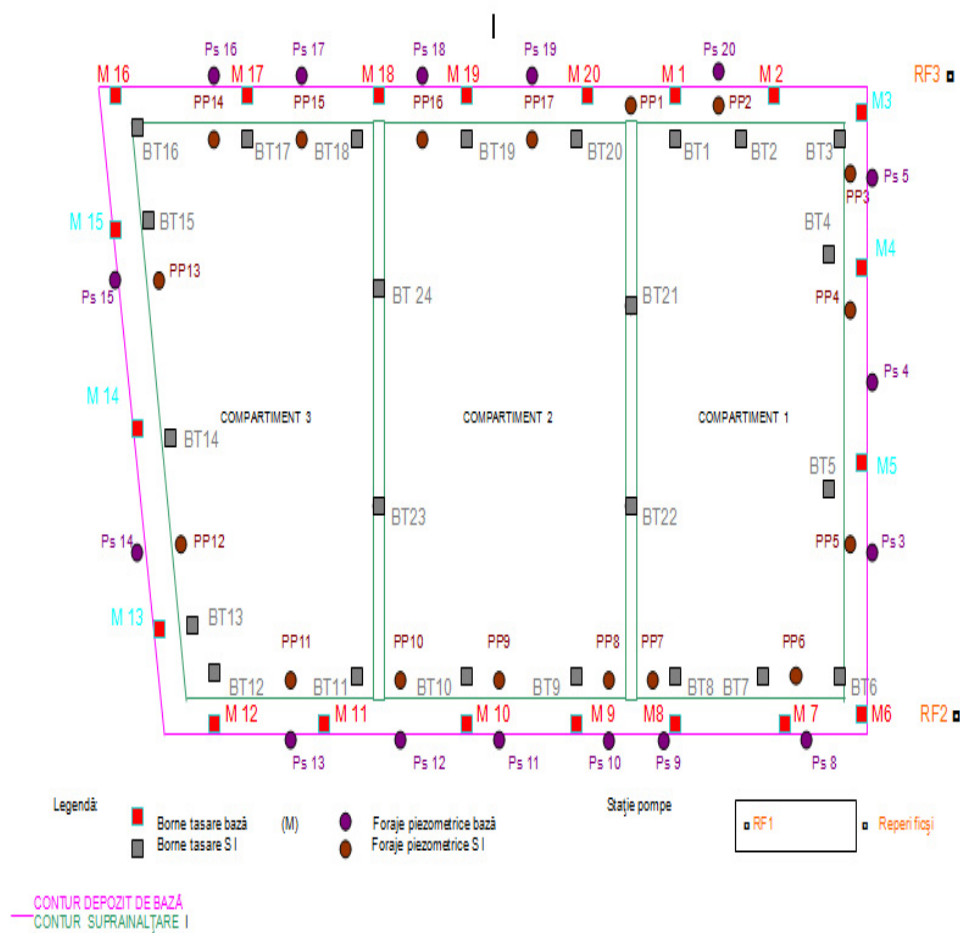 Ps 16 Ps 17 Ps 18 Ps 19 Ps 20
M 16 M 17 M 18 M 19 M 20 M 1 M 2 RF3
PP14 PP15 PP16 PP17 PP1 PP2 M3
BT16 BT17 BT18 BT19 BT20 BT1 BT2 BT3
PP3 Ps 5
M 15 BT15 BT4 M4
Ps 15 PP13 BT 24 BT21 PP4
Ps 4
M 14 COMPARTIMENT 3 COMPARTIMENT 2 COMPARTIMENT 1
BT14 BT5 M5
BT23 BT22
Ps 14 PP12 PP5 Ps 3
M 13 BT13
PP11 PP10 PP9 PP8 PP7 PP6
BT12 BT11 BT10 BT9 BT8 BT7 BT6
M 12 M 11 M 10 M 9 M8 M 7 M6 RF2
Ps 13 Ps 12 Ps 11 Ps 10 Ps 9 Ps 8
Legendă:
Borne tasare bază (M)
Borne tasare S I
Foraje piezometrice bază
Foraje piezometrice S I
Stație pompe
RF1
Reperi ficși
CONTUR DEPOZIT DE BAZĂ
CONTUR SUPRAINALȚARE I